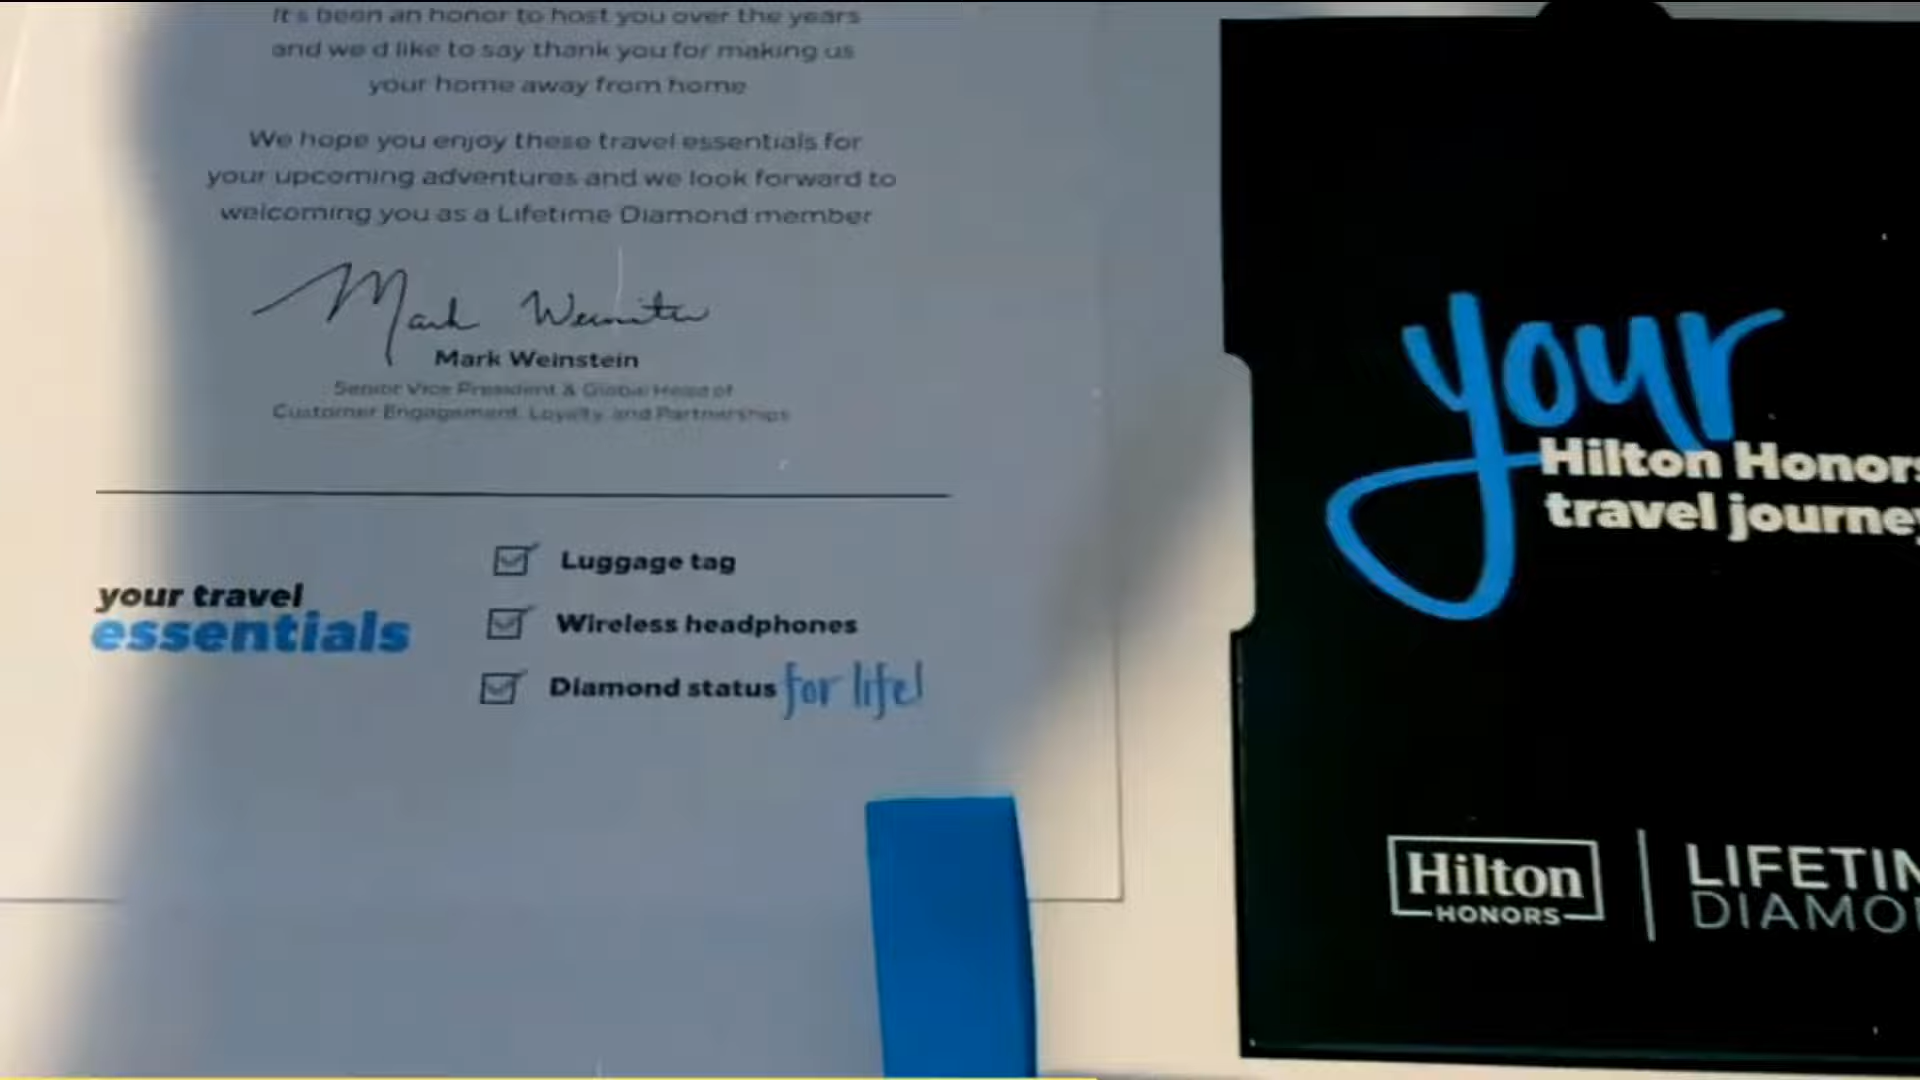 It's been an honor to host you over the years
and we'd like to say thank you for making us
your home away from home
We hope you enjoy these travel essentials for
your upcoming adventures and we look forward to
welcoming you as a Lifetime Diamond member
Mark Weinstein
Mark Weinstein
Senior Vice President & Global Head of
Customer Engagement, Loyalty, and Partnerships
your travel
essentials
Luggage tag
Wireless headphones
Diamond status for life!
your
Hilton Honors
travel journey
Hilton
HONORS
LIFETIM
DIAMO